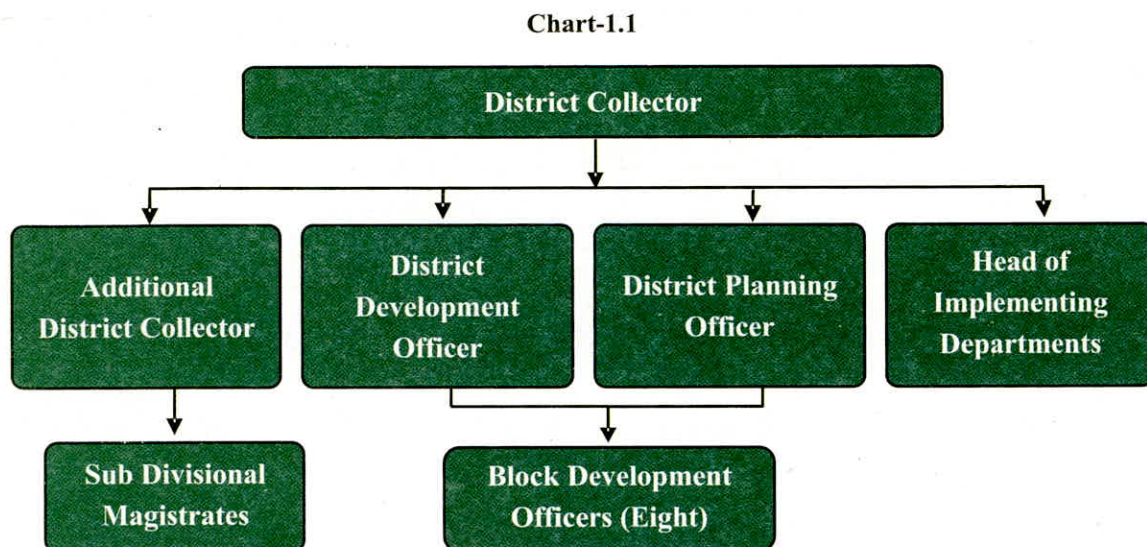 Chart-1.1
District Collector
Additional
District Collector
District
Development
Officer
District Planning
Officer
Head of
Implementing
Departments
Sub Divisional
Magistrates
Block Development
Officers (Eight)